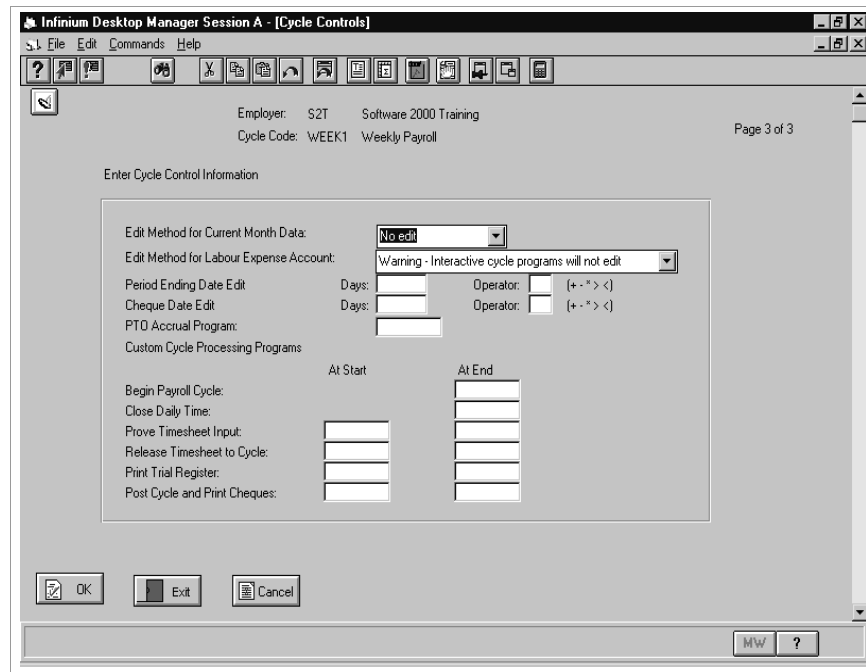 Infinium Desktop Manager Session A - [Cycle Controls]
File Edit Commands Help
Employer: S2T Software 2000 Training
Cycle Code: WEEK1 Weekly Payroll
Page 3 of 3
Enter Cycle Control Information
Edit Method for Current Month Data: No edit
Edit Method for Labour Expense Account: Warning - Interactive cycle programs will not edit
Period Ending Date Edit Days: Operator: (+ - * > <)
Cheque Date Edit Days: Operator: (+ - * > <)
PTO Accrual Program:
Custom Cycle Processing Programs
At Start At End
Begin Payroll Cycle:
Close Daily Time:
Prove Timesheet Input:
Release Timesheet to Cycle:
Print Trial Register:
Post Cycle and Print Cheques:
OK Exit Cancel
MW ?